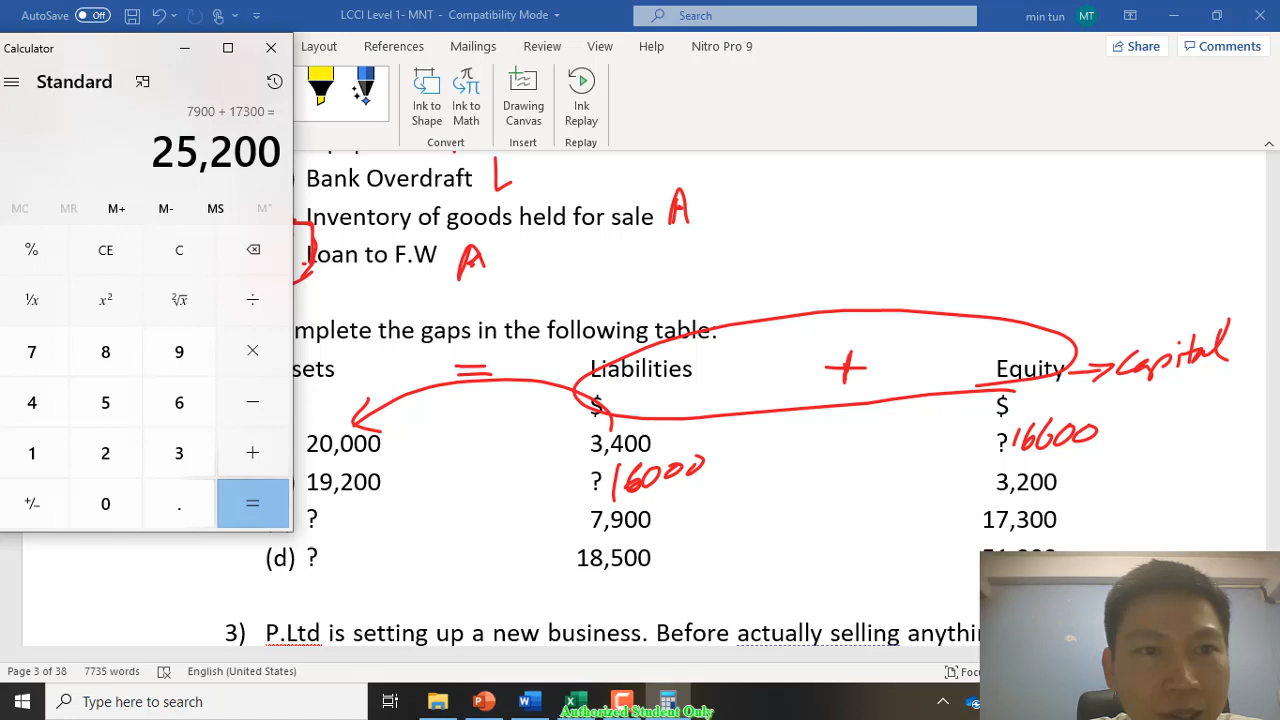 AutoSave Off LCCI Level 1- MNT - Compatibility Mode Search min tun MT
Calculator
Layout References Mailings Review View Help Nitro Pro 9 Share Comments
Standard
7900 + 17300 =
25,200
Ink to Shape
Ink to Math
Drawing Canvas
Ink Replay
Convert Insert Replay
MC MR M+ M- MS M˅
% CE C
¹/x x² ²√x ÷
7 8 9 ×
4 5 6 −
1 2 3 +
+/- 0 . =
Bank Overdraft L
Inventory of goods held for sale A
Loan to F.W A
mplete the gaps in the following table:
sets = Liabilities + Equity → Capital
$ $
20,000 3,400 ? 16600
19,200 ? 16000 3,200
? 7,900 17,300
(d) ? 18,500
3) P.Ltd is setting up a new business. Before actually selling anythin
Page 3 of 38 7735 words English (United States) Focu
Type here to search
Authorized Student Only